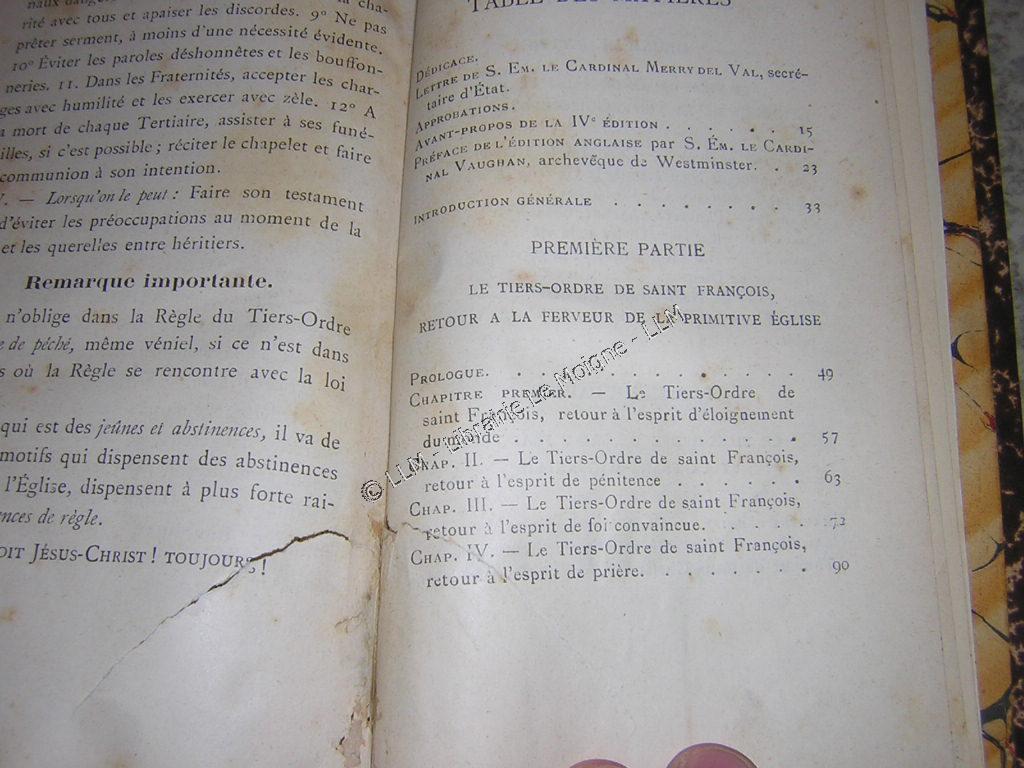 rité avec tous et apaiser les discordes. 9º Ne pas
prêter serment, à moins d'une nécessité évidente.
10º Éviter les paroles déshonnêtes et les bouffon-
neries. 11. Dans les Fraternités, accepter les char-
ges avec humilité et les exercer avec zèle. 12º A
mort de chaque Tertiaire, assister à ses funé-
illes, si c'est possible ; réciter le chapelet et faire
communion à son intention.
— Lorsqu'on le peut : Faire son testament
d'éviter les préoccupations au moment de la
et les querelles entre héritiers.
Remarque importante.
n'oblige dans la Règle du Tiers-Ordre
de péché, même véniel, si ce n'est dans
où la Règle se rencontre avec la loi
qui est des jeûnes et abstinences, il va de
motifs qui dispensent des abstinences
l'Église, dispensent à plus forte rai-
nces de règle.
OIT JÉSUS-CHRIST ! TOUJOURS !
TABLE DES MATIÈRES
DÉDICACE.
LETTRE DE S. EM. LE CARDINAL MERRY DEL VAL, secré-
taire d'État.
APPROBATIONS.
AVANT-PROPOS DE LA IVe ÉDITION . . . . . . 15
PRÉFACE DE L'ÉDITION ANGLAISE par S. ÉM. LE CARDI-
NAL VAUGHAN, archevêque de Westminster. . 23
INTRODUCTION GÉNÉRALE . . . . . . . . 33
PREMIÈRE PARTIE
LE TIERS-ORDRE DE SAINT FRANÇOIS,
RETOUR A LA FERVEUR DE LA PRIMITIVE ÉGLISE
PROLOGUE. . . . . . . . . . . . 49
CHAPITRE PREMIER. — Le Tiers-Ordre de
saint François, retour à l'esprit d'éloignement
du monde . . . . . . . . . . . . 57
CHAP. II. — Le Tiers-Ordre de saint François,
retour à l'esprit de pénitence . . . . . . 63
CHAP. III. — Le Tiers-Ordre de saint François,
retour à l'esprit de foi convaincue. . . . . . 72
CHAP. IV. — Le Tiers-Ordre de saint François,
retour à l'esprit de prière. . . . . . . . 90
© LLM - Librairie Le Moigne - LLM